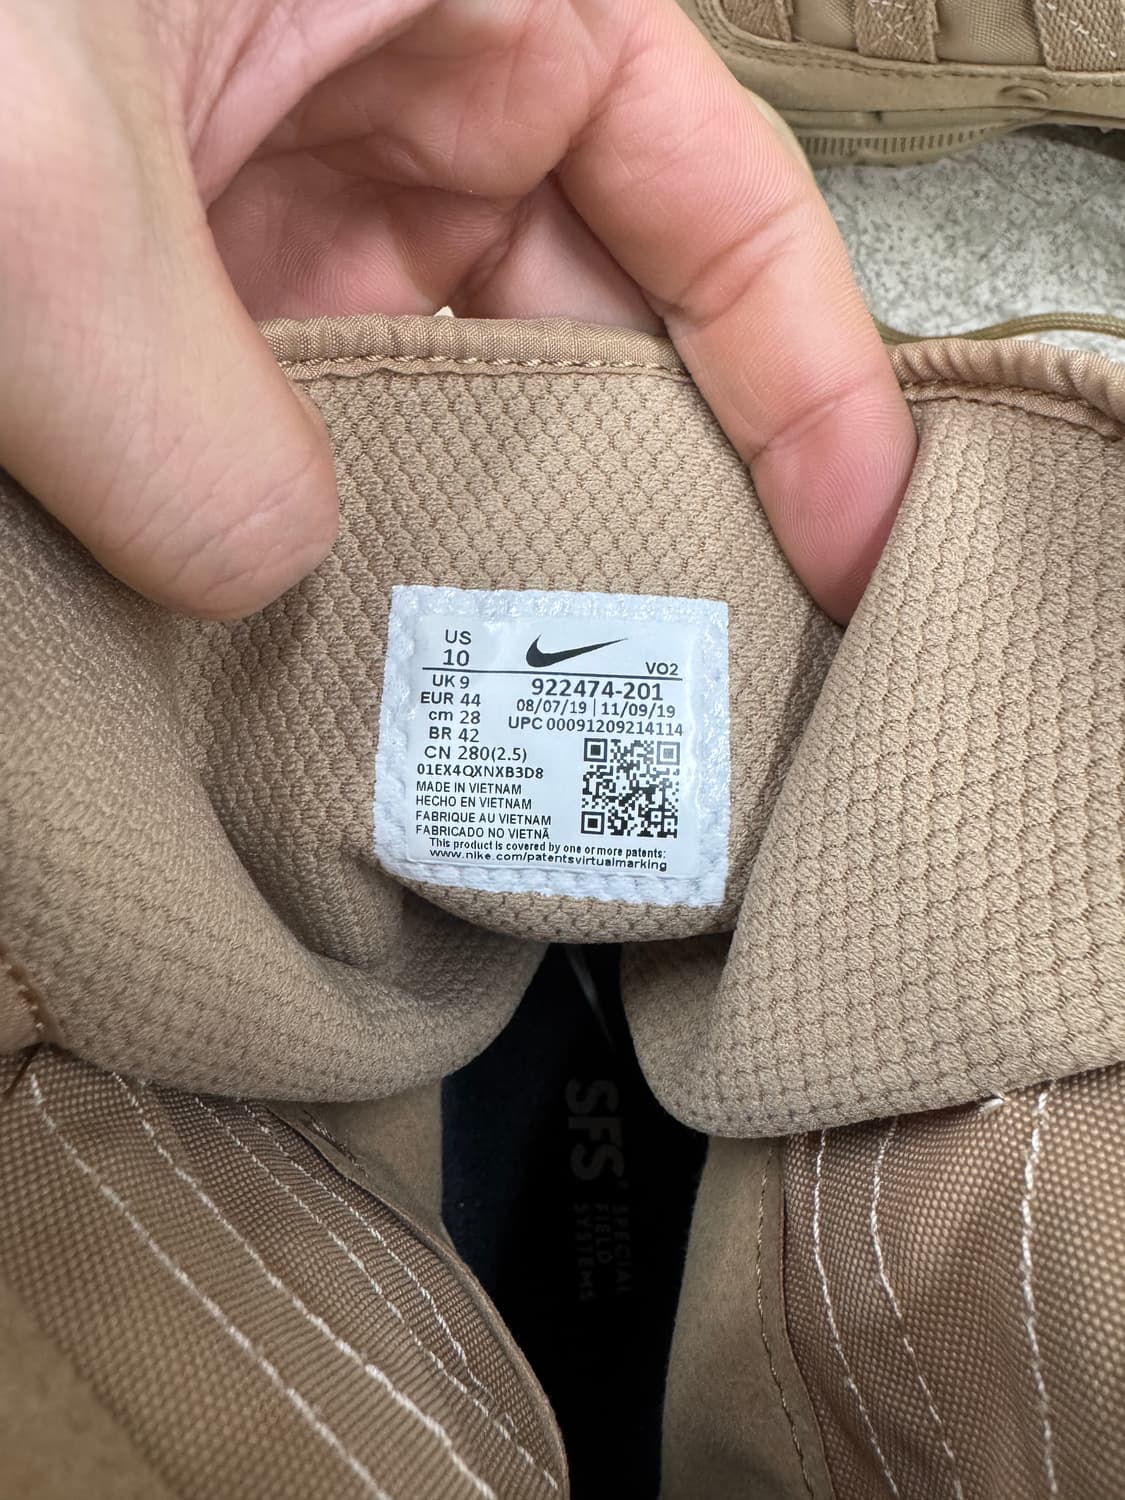 US
10
VO2
UK 9
EUR 44
cm 28
BR 42
CN 280(2.5)
922474-201
08/07/19 | 11/09/19
UPC 00091209214114
01EX4QXNXB3D8
MADE IN VIETNAM
HECHO EN VIETNAM
FABRIQUE AU VIETNAM
FABRICADO NO VIETNÃ
This product is covered by one or more patents:
www.nike.com/patentsvirtualmarking
SFS
SPECIAL
FIELD
SYSTEMS